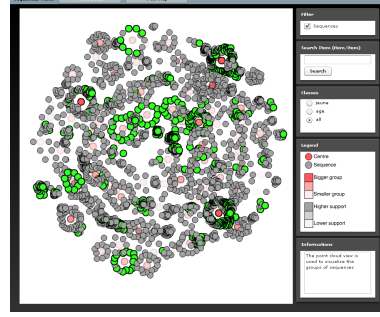 Filter
Sequences
Search Item (item/item)
Search
Classes
jeune
age
all
Legend
Centre
Sequence
Bigger group
Smaller group
Higher support
Lower support
Informations
The point cloud view is
used to visualize the
groups of sequences